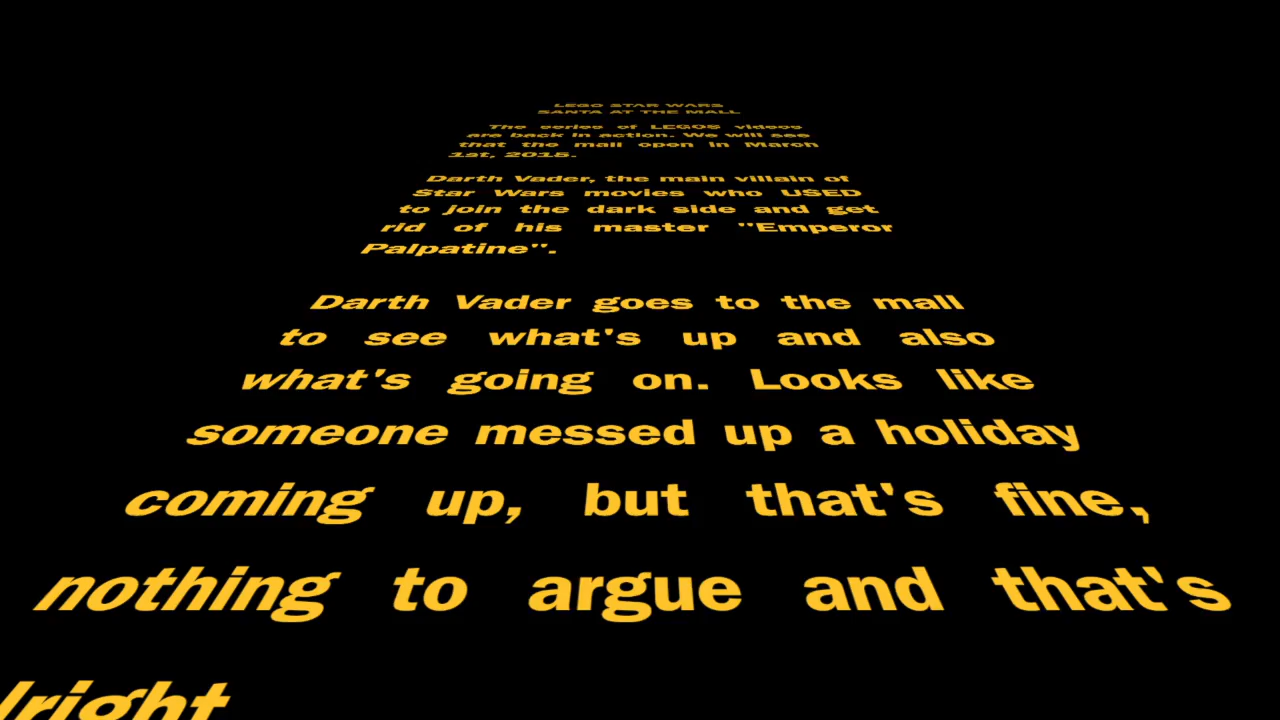 LEGO STAR WARS
SANTA AT THE MALL
The series of LEGOS videos
are back in action. We will see
that the mall open in March
1st, 2015.
Darth Vader, the main villain of
Star Wars movies who USED
to join the dark side and get
rid of his master "Emperor
Palpatine".
Darth Vader goes to the mall
to see what's up and also
what's going on. Looks like
someone messed up a holiday
coming up, but that's fine,
nothing to argue and that's
lright